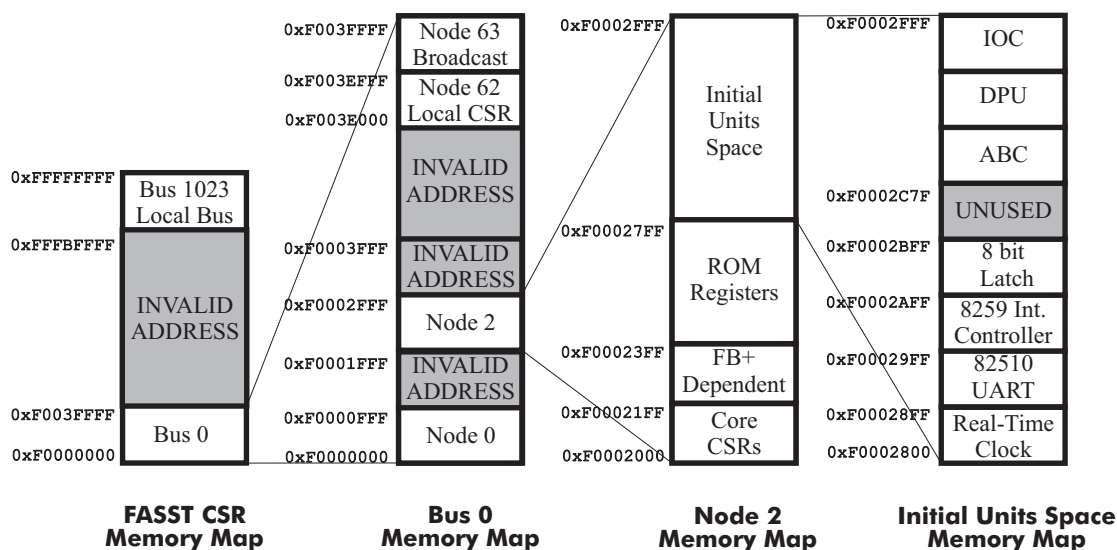 0xFFFFFFFF
Bus 1023
Local Bus
0xFFFBFFFF
INVALID
ADDRESS
0xF003FFFF
Bus 0
0xF0000000
FASST CSR
Memory Map
0xF003FFFF
Node 63
Broadcast
0xF003EFFF
Node 62
Local CSR
0xF003E000
INVALID
ADDRESS
0xF0003FFF
INVALID
ADDRESS
0xF0002FFF
Node 2
0xF0001FFF
INVALID
ADDRESS
0xF0000FFF
Node 0
0xF0000000
Bus 0
Memory Map
0xF0002FFF
Initial
Units
Space
0xF00027FF
ROM
Registers
0xF00023FF
FB+
Dependent
0xF00021FF
Core
CSRs
0xF0002000
Node 2
Memory Map
0xF0002FFF
IOC
DPU
ABC
0xF0002C7F
UNUSED
0xF0002BFF
8 bit
Latch
0xF0002AFF
8259 Int.
Controller
0xF00029FF
82510
UART
0xF00028FF
Real-Time
Clock
0xF0002800
Initial Units Space
Memory Map